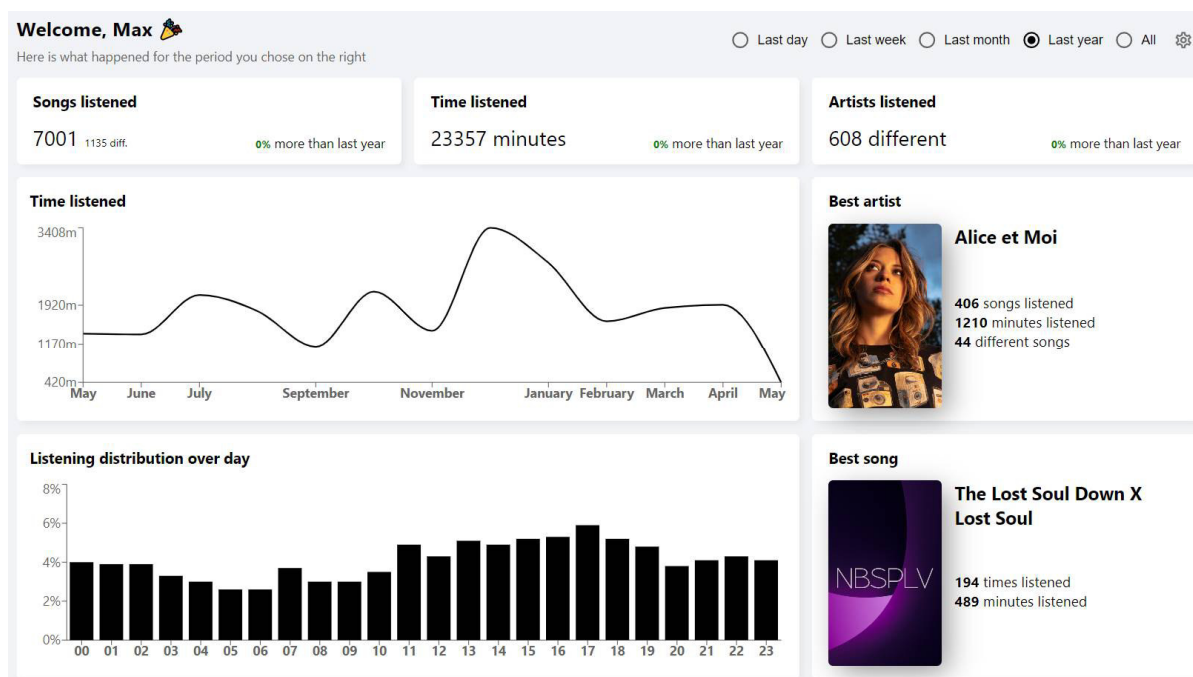 Welcome, Max 🎉
Here is what happened for the period you chose on the right
Last day
Last week
Last month
Last year
All
Songs listened
7001 1135 diff.
0% more than last year
Time listened
23357 minutes
0% more than last year
Artists listened
608 different
0% more than last year
Time listened
3408m
1920m
1170m
420m
May June July September November January February March April May
Best artist
Alice et Moi
406 songs listened
1210 minutes listened
44 different songs
Listening distribution over day
8%
6%
4%
2%
0%
00 01 02 03 04 05 06 07 08 09 10 11 12 13 14 15 16 17 18 19 20 21 22 23
Best song
NBSPLV
The Lost Soul Down X
Lost Soul
194 times listened
489 minutes listened